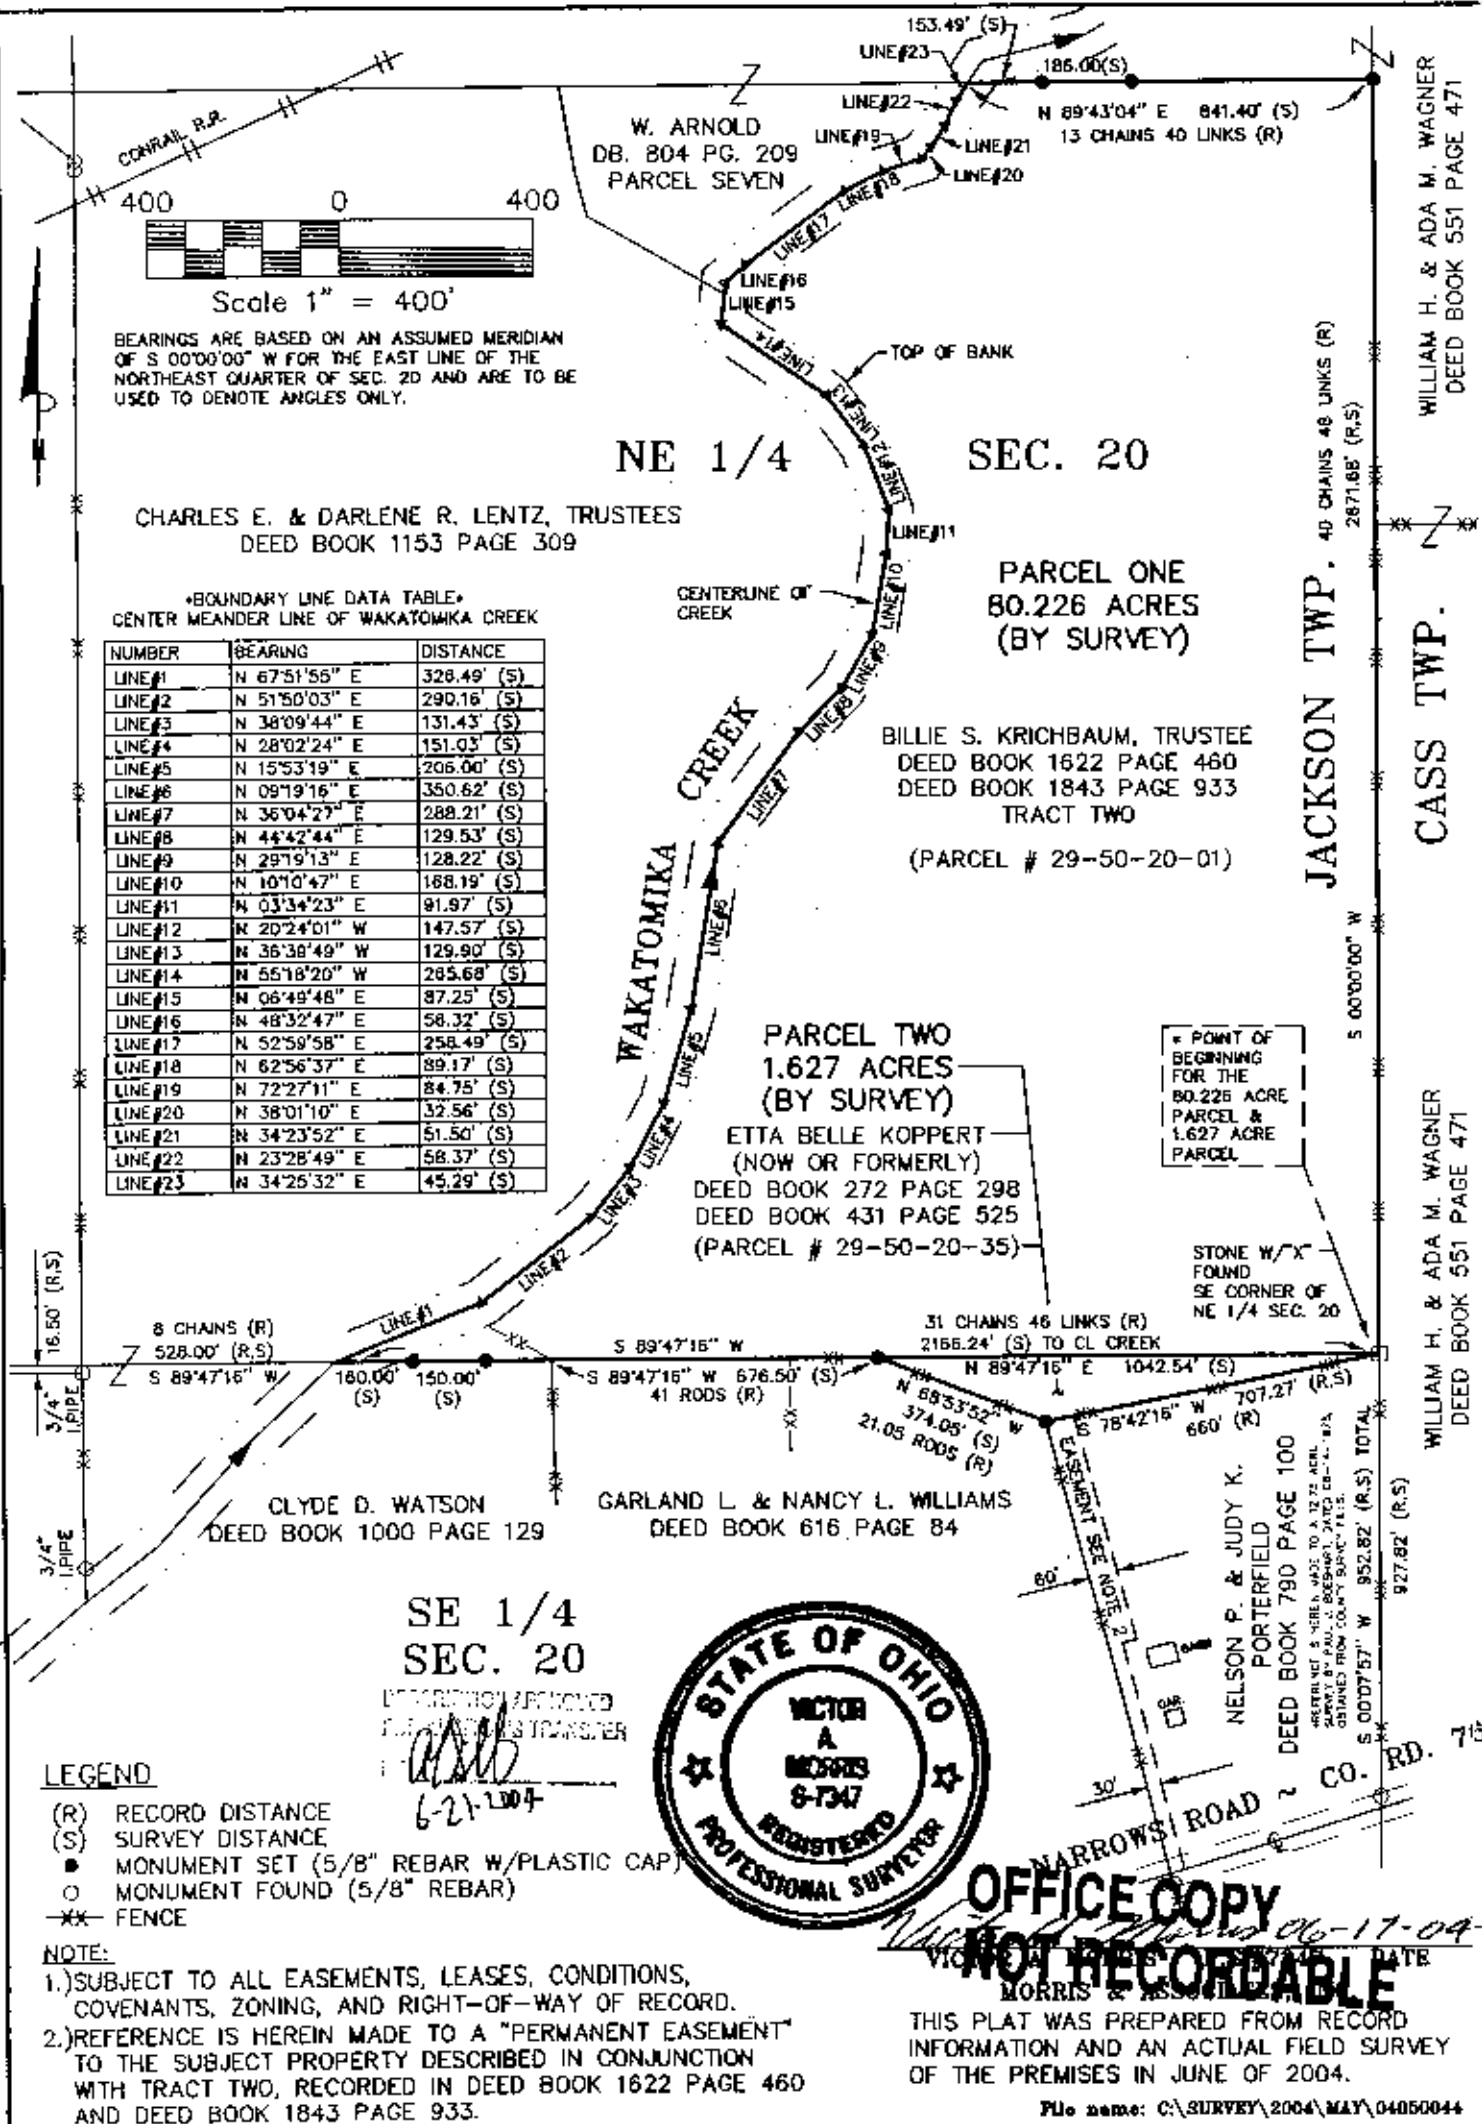 153.49' (S)
LINE#23
186.00(S)
LINE#22
N 89°43'04" E 841.40' (S)
13 CHAINS 40 LINKS (R)
LINE#19
LINE#21
LINE#20
W. ARNOLD
DB. 804 PG. 209
PARCEL SEVEN
CONRAIL R.R.
WILLIAM H. & ADA M. WAGNER
DEED BOOK 551 PAGE 471
400 0 400
Scale 1" = 400'
LINE#18
LINE#17
LINE#16
LINE#15
LINE#14
TOP OF BANK
LINE#13
LINE#12
BEARINGS ARE BASED ON AN ASSUMED MERIDIAN
OF S 00°00'00" W FOR THE EAST LINE OF THE
NORTHEAST QUARTER OF SEC. 20 AND ARE TO BE
USED TO DENOTE ANGLES ONLY.
NE 1/4 SEC. 20
40 CHAINS 48 LINKS (R)
2671.68' (R,S)
CHARLES E. & DARLENE R. LENTZ, TRUSTEES
DEED BOOK 1153 PAGE 309
LINE#11
LINE#10
CENTERLINE OF
CREEK
PARCEL ONE
80.226 ACRES
(BY SURVEY)
LINE#9
LINE#8
LINE#7
JACKSON TWP.
CASS TWP.
BILLIE S. KRICHBAUM, TRUSTEE
DEED BOOK 1622 PAGE 460
DEED BOOK 1843 PAGE 933
TRACT TWO
(PARCEL # 29-50-20-01)
*BOUNDARY LINE DATA TABLE*
CENTER MEANDER LINE OF WAKATOMIKA CREEK
NUMBER BEARING DISTANCE
LINE#1 N 67°51'55" E 328.49' (S)
LINE#2 N 51°50'03" E 290.16' (S)
LINE#3 N 38°09'44" E 131.43' (S)
LINE#4 N 28°02'24" E 151.03' (S)
LINE#5 N 15°53'19" E 206.00' (S)
LINE#6 N 09°19'16" E 350.62' (S)
LINE#7 N 36°04'27" E 288.21' (S)
LINE#8 N 44°42'44" E 129.53' (S)
LINE#9 N 29°19'13" E 128.22' (S)
LINE#10 N 10°10'47" E 168.19' (S)
LINE#11 N 03°34'23" E 91.97' (S)
LINE#12 N 20°24'01" W 147.57' (S)
LINE#13 N 36°39'49" W 129.90' (S)
LINE#14 N 55°18'20" W 265.68' (S)
LINE#15 N 06°49'48" E 87.25' (S)
LINE#16 N 48°32'47" E 58.32' (S)
LINE#17 N 52°59'58" E 258.49' (S)
LINE#18 N 62°56'37" E 89.17' (S)
LINE#19 N 72°27'11" E 84.75' (S)
LINE#20 N 38°01'10" E 32.56' (S)
LINE#21 N 34°23'52" E 51.50' (S)
LINE#22 N 23°28'49" E 58.37' (S)
LINE#23 N 34°25'32" E 45.29' (S)
WAKATOMIKA CREEK
LINE#6
LINE#5
LINE#4
LINE#3
LINE#2
LINE#1
S 00°00'00" W
PARCEL TWO
1.627 ACRES
(BY SURVEY)
ETTA BELLE KOPPERT
(NOW OR FORMERLY)
DEED BOOK 272 PAGE 298
DEED BOOK 431 PAGE 525
(PARCEL # 29-50-20-35)
* POINT OF
BEGINNING
FOR THE
80.226 ACRE
PARCEL &
1.627 ACRE
PARCEL
STONE W/"X"
FOUND
SE CORNER OF
NE 1/4 SEC. 20
WILLIAM H. & ADA M. WAGNER
DEED BOOK 551 PAGE 471
16.50' (R,S)
8 CHAINS (R)
528.00' (R,S)
S 89°47'16" W
3/4"
I.PIPE
160.00'
(S)
150.00'
(S)
S 89°47'16" W
31 CHAINS 46 LINKS (R)
2166.24' (S) TO CL CREEK
S 89°47'16" W 676.50' (S)
41 RODS (R)
N 89°47'16" E 1042.54' (S)
N 68°53'52" W
374.05' (S)
21.05 RODS (R)
S 78°42'16" W 707.27' (R,S)
660' (R)
CLYDE D. WATSON
DEED BOOK 1000 PAGE 129
GARLAND L. & NANCY L. WILLIAMS
DEED BOOK 616 PAGE 84
3/4"
I.PIPE
EASEMENT SEE NOTE 2
60'
BARN
GAR
30'
NELSON P. & JUDY K.
PORTERFIELD
DEED BOOK 790 PAGE 100
S 00°07'57" W 952.82' (R,S) TOTAL
927.82' (R,S)
NARROWS ROAD ~ CO. RD.
SE 1/4
SEC. 20
6-21-2004
STATE OF OHIO
VICTOR
A.
MORRIS
S-7347
REGISTERED
PROFESSIONAL SURVEYOR
LEGEND
(R) RECORD DISTANCE
(S) SURVEY DISTANCE
● MONUMENT SET (5/8" REBAR W/PLASTIC CAP)
○ MONUMENT FOUND (5/8" REBAR)
FENCE
NOTE:
1.)SUBJECT TO ALL EASEMENTS, LEASES, CONDITIONS,
COVENANTS, ZONING, AND RIGHT-OF-WAY OF RECORD.
2.)REFERENCE IS HEREIN MADE TO A "PERMANENT EASEMENT"
TO THE SUBJECT PROPERTY DESCRIBED IN CONJUNCTION
WITH TRACT TWO, RECORDED IN DEED BOOK 1622 PAGE 460
AND DEED BOOK 1843 PAGE 933.
OFFICE COPY
NOT RECORDABLE
06-17-04
DATE
MORRIS &
THIS PLAT WAS PREPARED FROM RECORD
INFORMATION AND AN ACTUAL FIELD SURVEY
OF THE PREMISES IN JUNE OF 2004.
File name: C:\SURVEY\2004\MAY\04050044